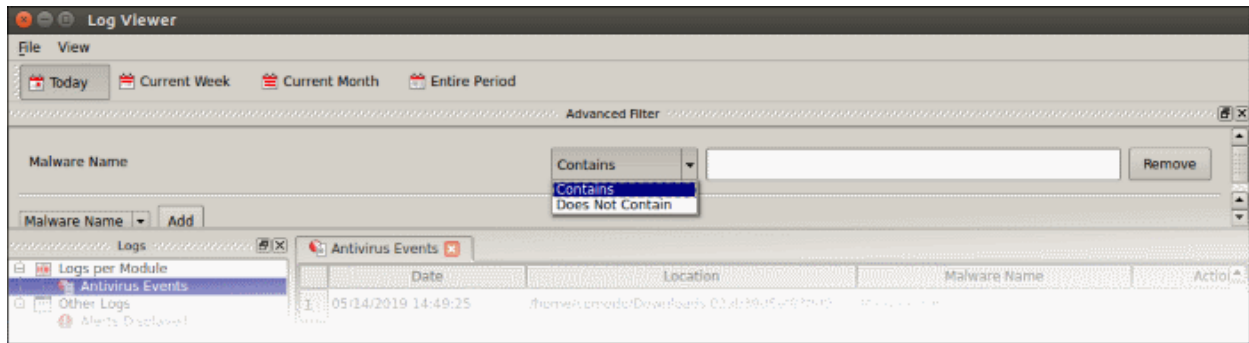 Log Viewer
File View
Today Current Week Current Month Entire Period
Advanced Filter
Malware Name Contains Remove
Contains
Does Not Contain
Malware Name Add
Logs Antivirus Events
Logs per Module Date Location Malware Name
Antivirus Events
Other Logs 1 05/14/2019 14:49:25
Alerts Displayed